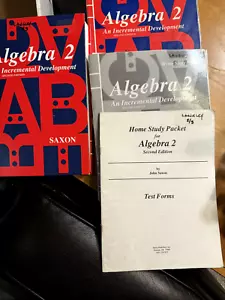 Algebra 2
An Incremental Development
SAXON
Algebra 2
An Incremental Development
Algebra 2
An Incremental Development
Home Study Packet
for
Algebra 2
Second Edition
by
John Saxon
Test Forms